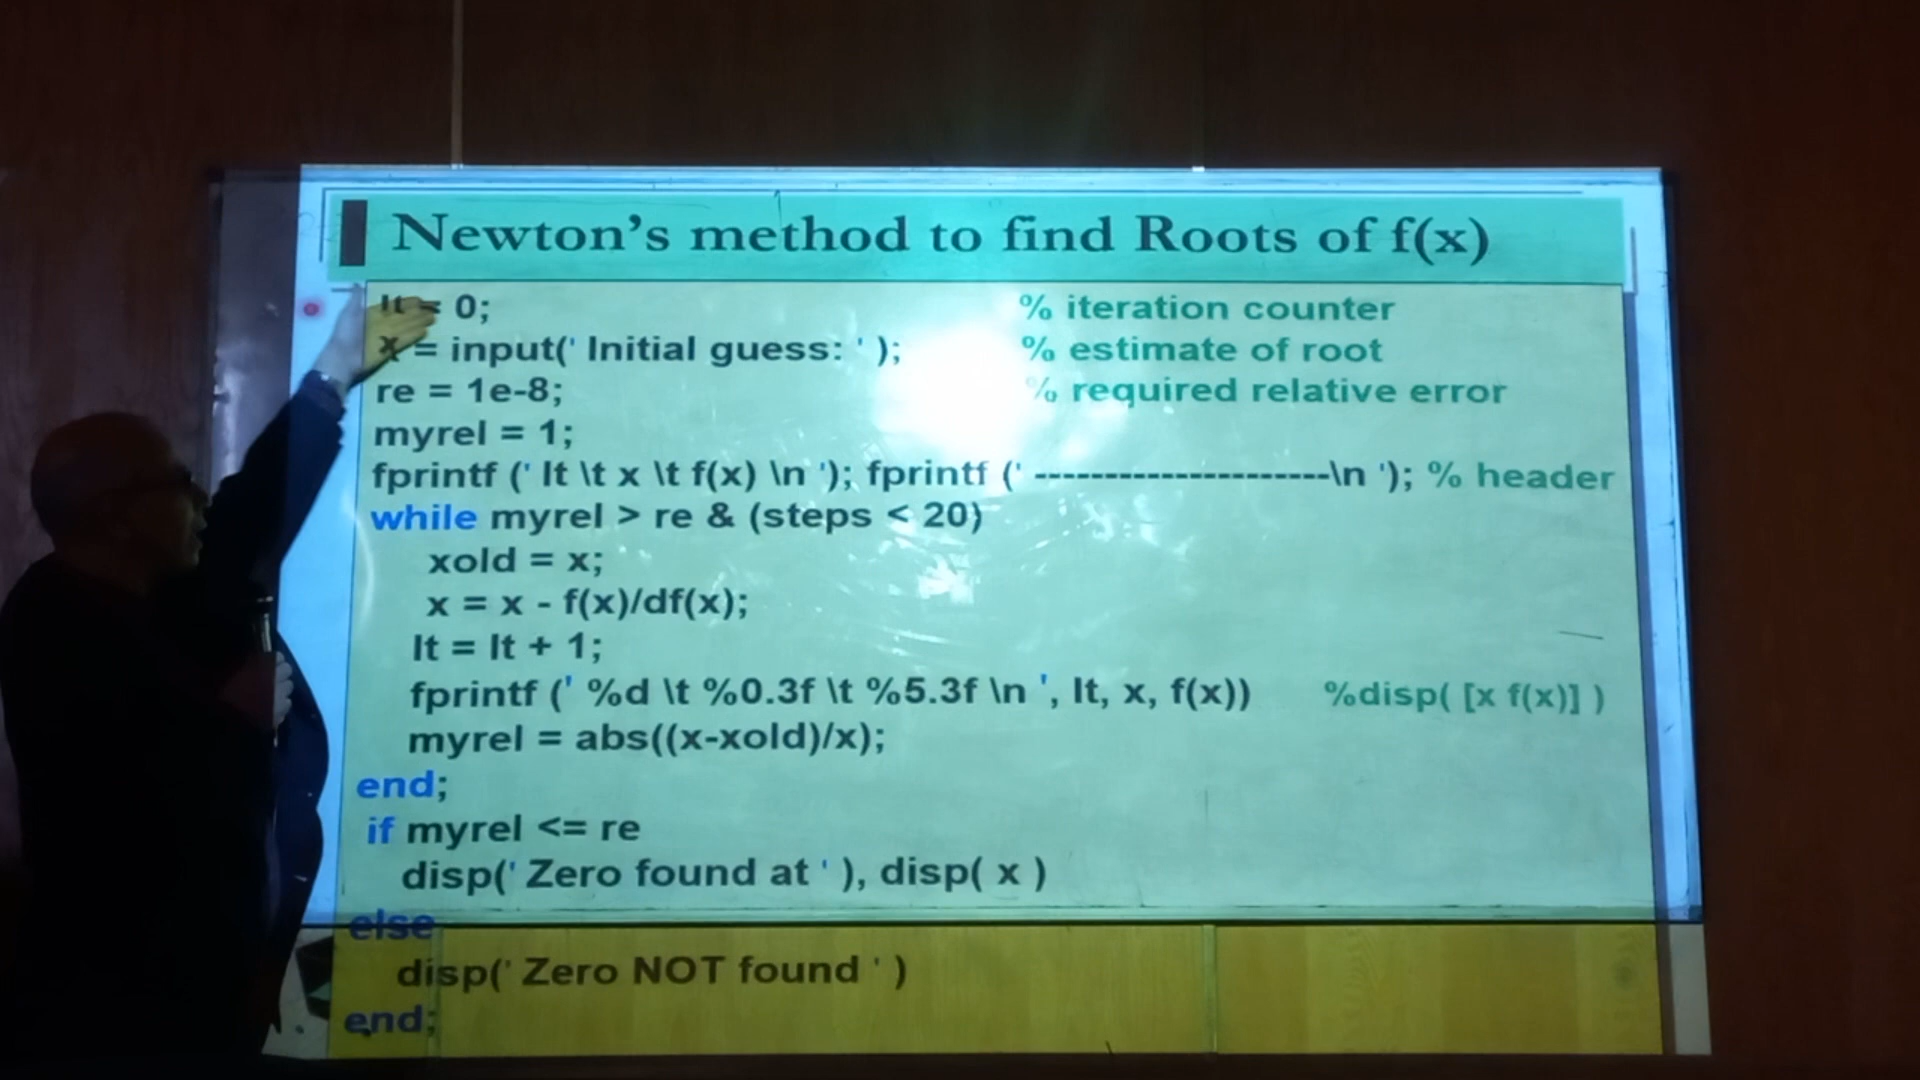 Newton's method to find Roots of f(x)
It = 0; % iteration counter
x = input(' Initial guess: ' ); % estimate of root
re = 1e-8; % required relative error
myrel = 1;
fprintf (' It \t x \t f(x) \n '); fprintf (' ---------------------\n '); % header
while myrel > re & (steps < 20)
xold = x;
x = x - f(x)/df(x);
It = It + 1;
fprintf (' %d \t %0.3f \t %5.3f \n ', It, x, f(x)) %disp( [x f(x)] )
myrel = abs((x-xold)/x);
end;
if myrel <= re
disp(' Zero found at ' ), disp( x )
else
disp(' Zero NOT found ' )
end;